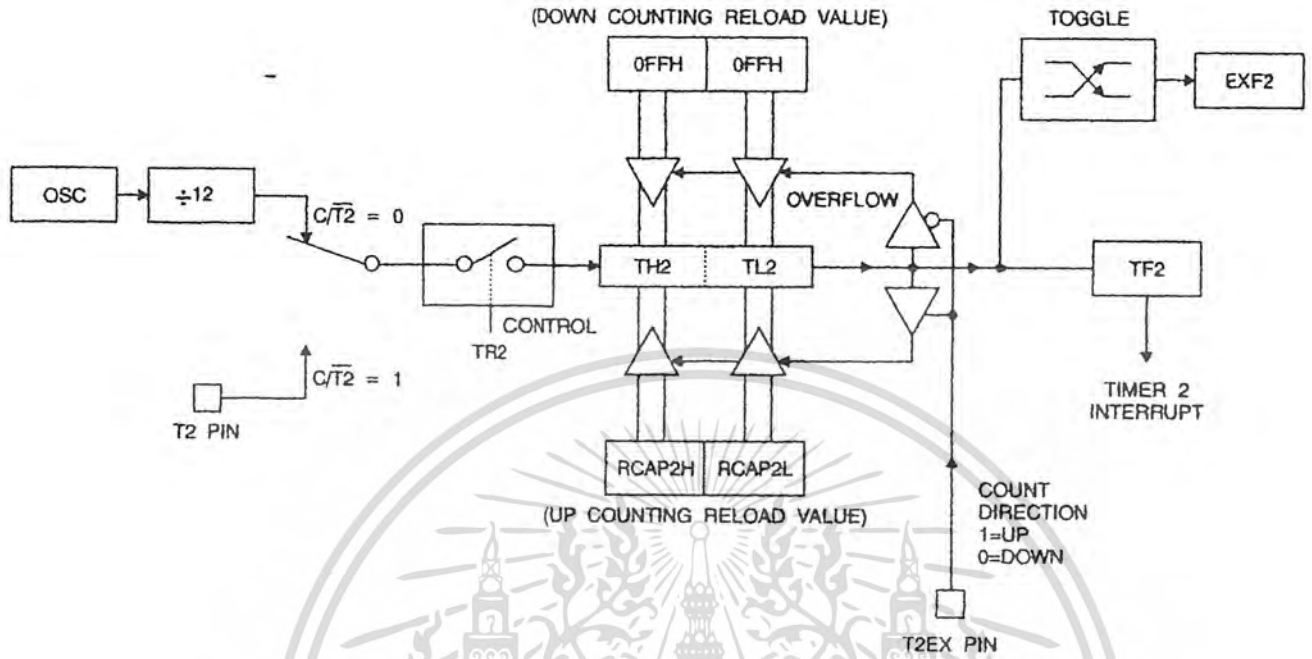 (DOWN COUNTING RELOAD VALUE)
TOGGLE
0FFH 0FFH
EXF2
OSC
÷12
C/T2̅ = 0
OVERFLOW
TH2 TL2
TF2
CONTROL
TR2
C/T2̅ = 1
T2 PIN
TIMER 2
INTERRUPT
RCAP2H RCAP2L
(UP COUNTING RELOAD VALUE)
COUNT
DIRECTION
1=UP
0=DOWN
T2EX PIN